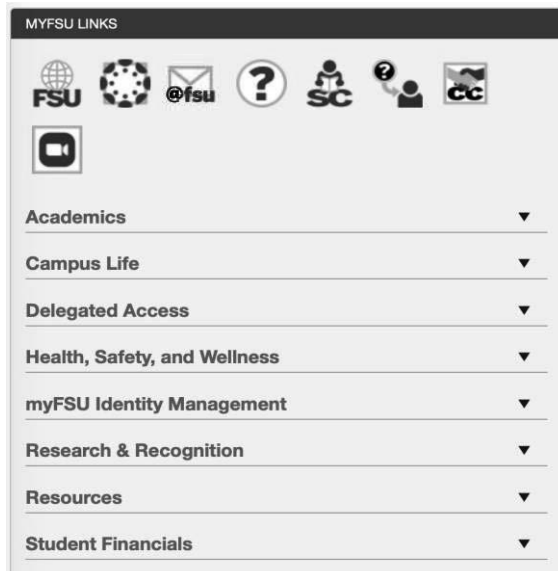 MYFSU LINKS
FSU @fsu ? SC ? CC
Academics
Campus Life
Delegated Access
Health, Safety, and Wellness
myFSU Identity Management
Research & Recognition
Resources
Student Financials